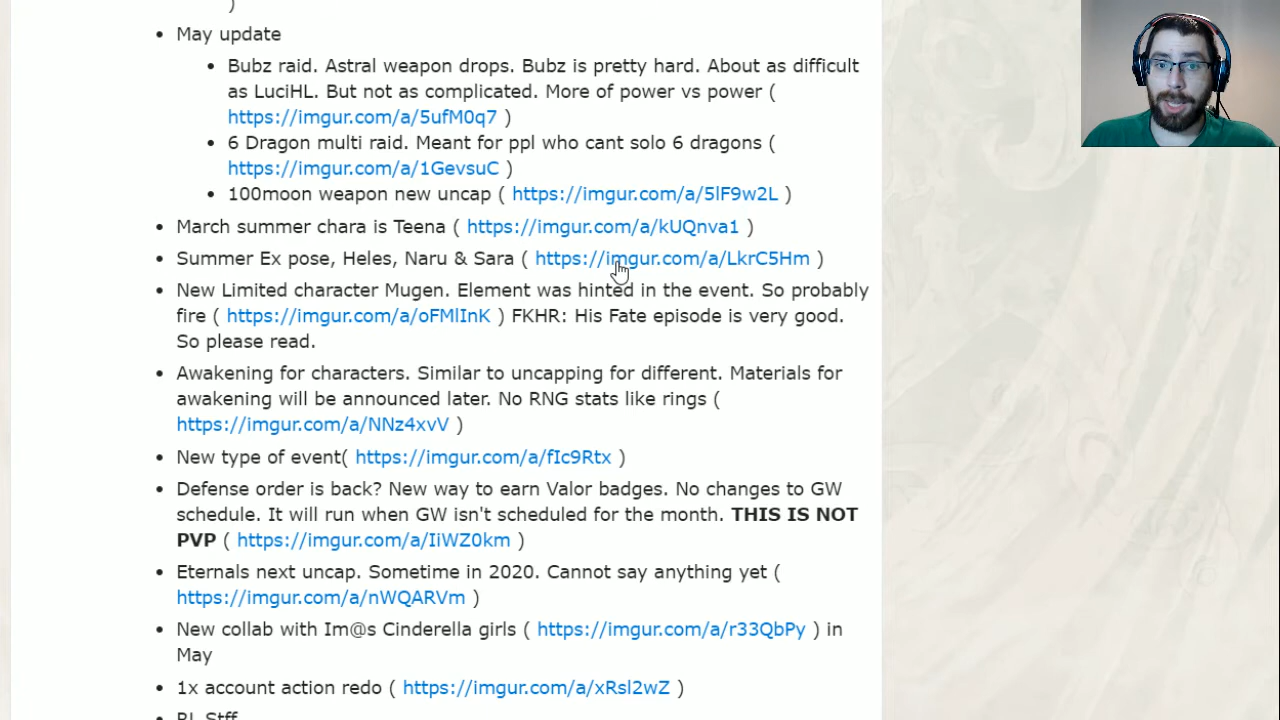 )
May update
Bubz raid. Astral weapon drops. Bubz is pretty hard. About as difficult
as LuciHL. But not as complicated. More of power vs power (
https://imgur.com/a/5ufM0q7 )
6 Dragon multi raid. Meant for ppl who cant solo 6 dragons (
https://imgur.com/a/1GevsuC )
100moon weapon new uncap ( https://imgur.com/a/5lF9w2L )
March summer chara is Teena ( https://imgur.com/a/kUQnva1 )
Summer Ex pose, Heles, Naru & Sara ( https://imgur.com/a/LkrC5Hm )
New Limited character Mugen. Element was hinted in the event. So probably
fire ( https://imgur.com/a/oFMlInK ) FKHR: His Fate episode is very good.
So please read.
Awakening for characters. Similar to uncapping for different. Materials for
awakening will be announced later. No RNG stats like rings (
https://imgur.com/a/NNz4xvV )
New type of event( https://imgur.com/a/fIc9Rtx )
Defense order is back? New way to earn Valor badges. No changes to GW
schedule. It will run when GW isn't scheduled for the month. THIS IS NOT
PVP ( https://imgur.com/a/IiWZ0km )
Eternals next uncap. Sometime in 2020. Cannot say anything yet (
https://imgur.com/a/nWQARVm )
New collab with Im@s Cinderella girls ( https://imgur.com/a/r33QbPy ) in
May
1x account action redo ( https://imgur.com/a/xRsl2wZ )